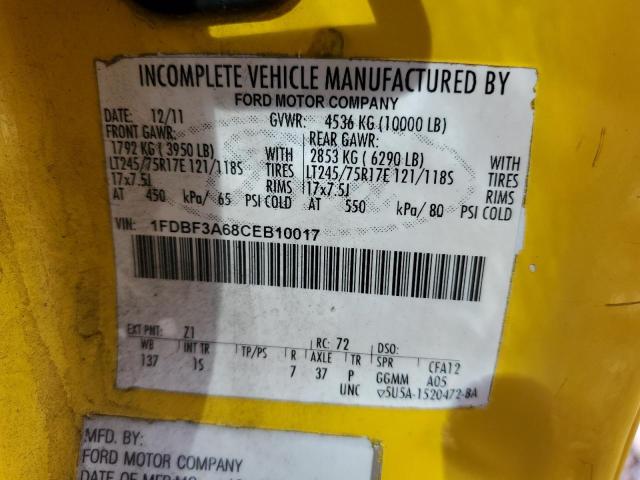 INCOMPLETE VEHICLE MANUFACTURED BY
FORD MOTOR COMPANY
DATE: 12/11 GVWR: 4536 KG (10000 LB)
FRONT GAWR: REAR GAWR:
1792 KG ( 3950 LB) WITH 2853 KG ( 6290 LB) WITH
LT245/75R17E 121/118S TIRES LT245/75R17E 121/118S TIRES
17x7.5J RIMS 17x7.5J RIMS
AT 450 kPa/ 65 PSI COLD AT 550 kPa/ 80 PSI COLD
VIN: 1FDBF3A68CEB10017
EXT PNT: Z1 RC: 72 DSO:
WB INT TR TP/PS R AXLE TR SPR CFA12
137 1S 7 37 P GGMM A05
UNC ▽5U5A-1520472-BA
MFD. BY:
FORD MOTOR COMPANY